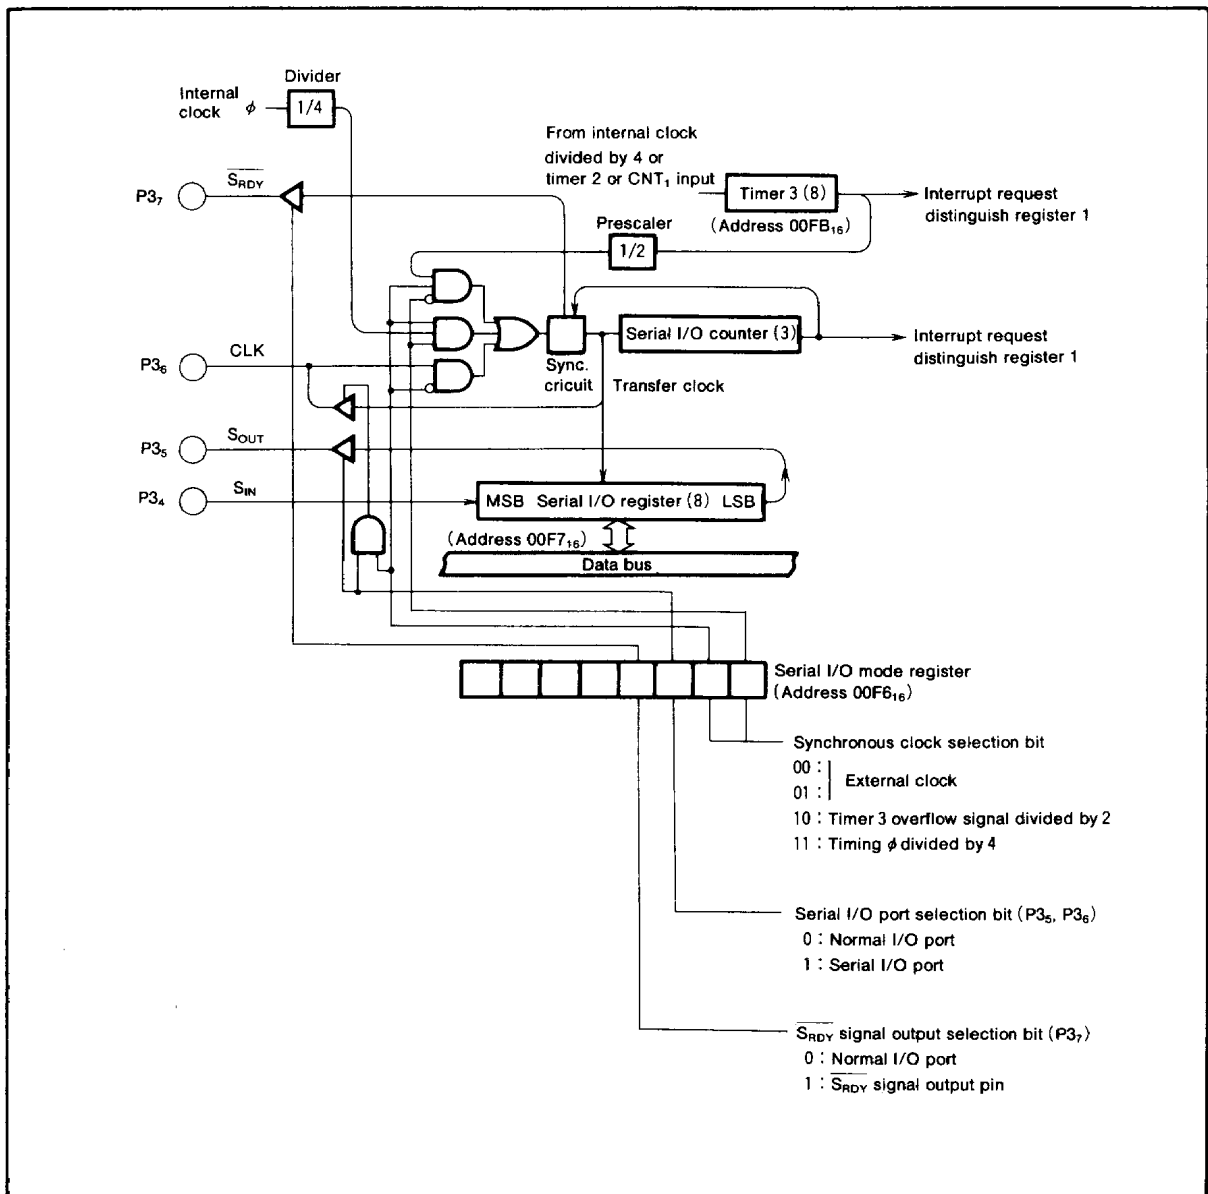 Divider
Internal
clock φ
1/4
From internal clock
divided by 4 or
timer 2 or CNT₁ input
Timer 3 (8)
(Address 00FB₁₆)
Interrupt request
distinguish register 1
P3₇
S̅R̅D̅Y̅
Prescaler
1/2
P3₆
CLK
Sync.
cricuit
Serial I/O counter (3)
Interrupt request
distinguish register 1
Transfer clock
P3₅
SOUT
P3₄
SIN
MSB Serial I/O register (8) LSB
(Address 00F7₁₆)
Data bus
Serial I/O mode register
(Address 00F6₁₆)
Synchronous clock selection bit
00 :
01 :
External clock
10 : Timer 3 overflow signal divided by 2
11 : Timing φ divided by 4
Serial I/O port selection bit (P3₅, P3₆)
0 : Normal I/O port
1 : Serial I/O port
S̅R̅D̅Y̅ signal output selection bit (P3₇)
0 : Normal I/O port
1 : S̅R̅D̅Y̅ signal output pin